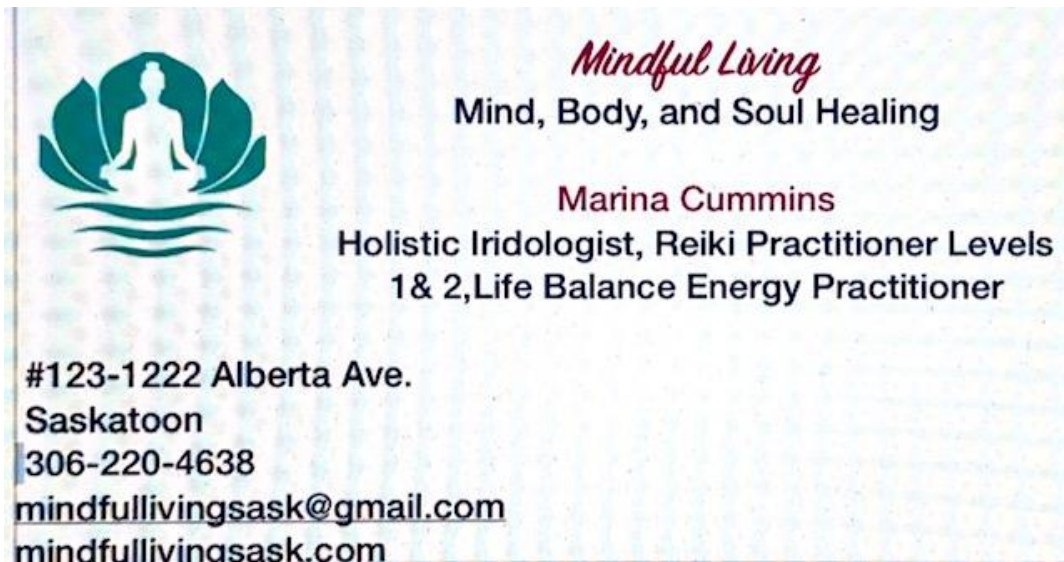 Mindful Living
Mind, Body, and Soul Healing
Marina Cummins
Holistic Iridologist, Reiki Practitioner Levels
1& 2,Life Balance Energy Practitioner
#123-1222 Alberta Ave.
Saskatoon
306-220-4638
mindfullivingsask@gmail.com
mindfullivingsask.com